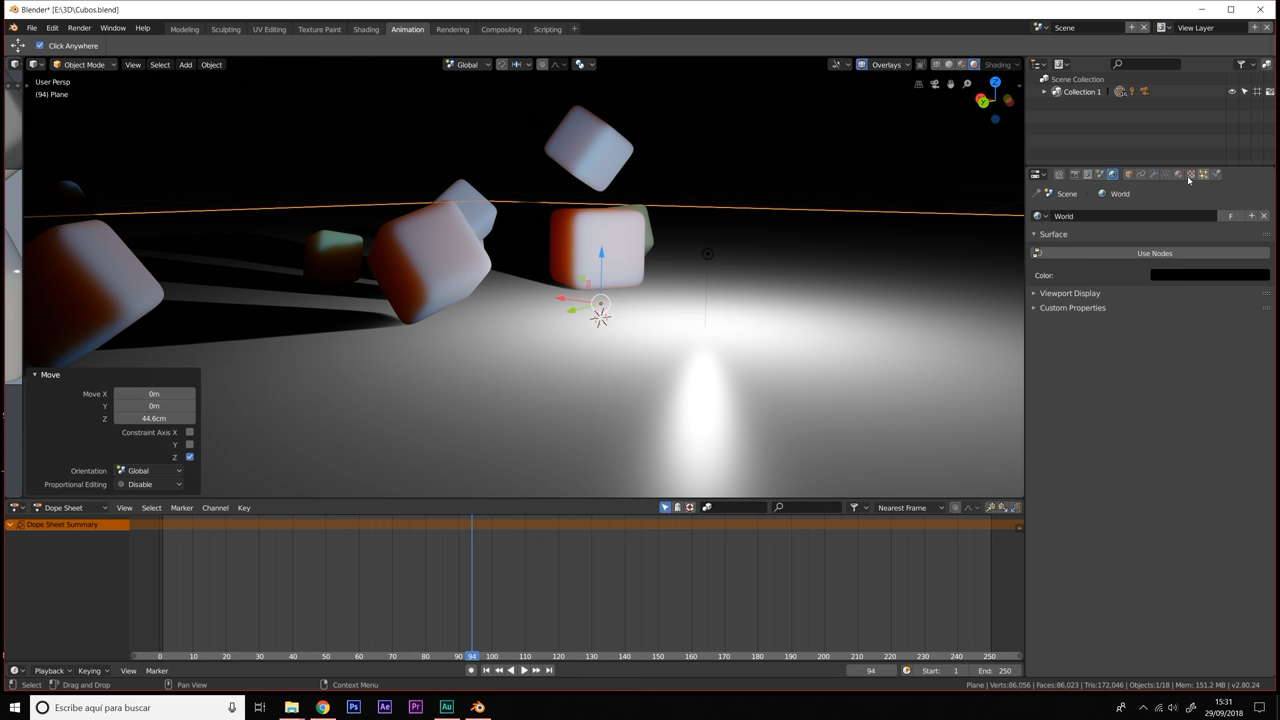 Blender* [E:\3D\Cubos.blend]
File Edit Render Window Help
Modeling Sculpting UV Editing Texture Paint Shading Animation Rendering Compositing Scripting +
Scene
View Layer
Click Anywhere
Object Mode View Select Add Object
Global
Overlays
Shading
User Persp
(94) Plane
Scene Collection
Collection 1
Scene World
World
F
Surface
Use Nodes
Color:
Viewport Display
Custom Properties
Z
Y
Move
Move X 0m
Y 0m
Z 44.6cm
Constraint Axis X
Y
Z
Orientation Global
Proportional Editing Disable
Dope Sheet View Select Marker Channel Key
Nearest Frame
Dope Sheet Summary
0 10 20 30 40 50 60 70 80 90 94 100 110 120 130 140 150 160 170 180 190 200 210 220 230 240 250
Playback Keying View Marker
94 Start: 1 End: 250
Select Drag and Drop Pan View Context Menu
Plane | Verts:86,056 | Faces:86,023 | Tris:172,046 | Objects:1/18 | Mem: 151.2 MB | v2.80.24
Escribe aquí para buscar
Ps Ae Pr Au
15:31
29/09/2018